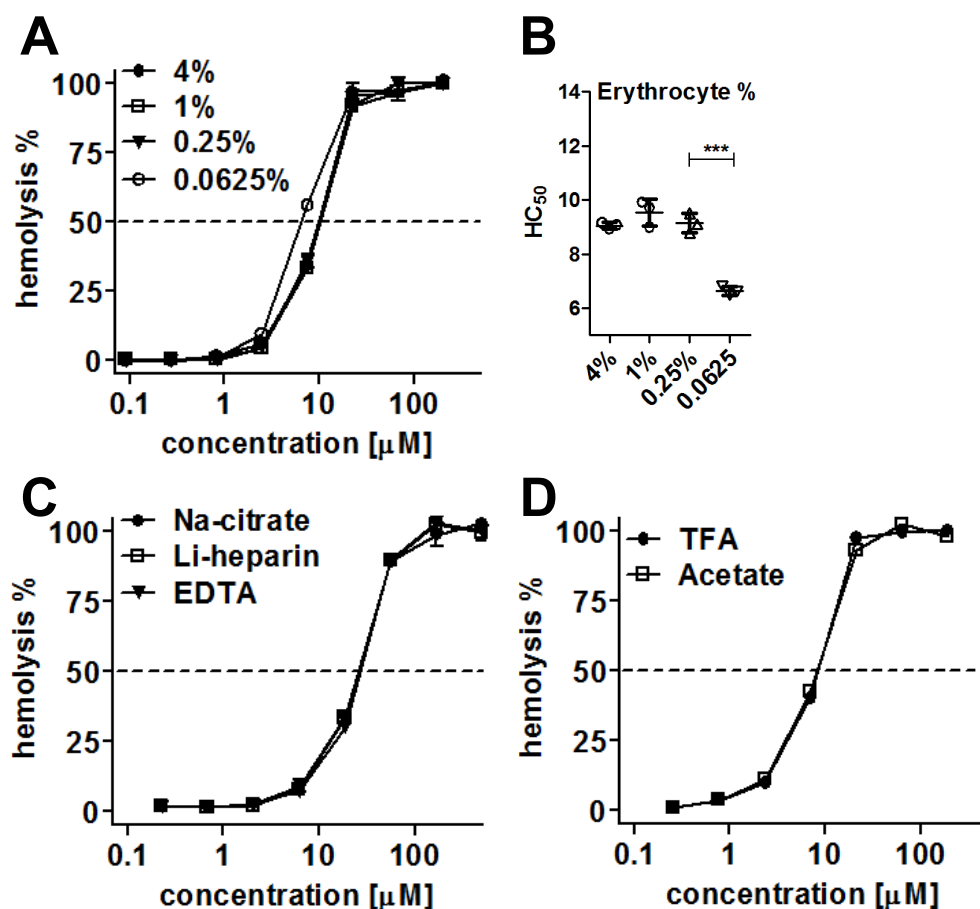 A
4%
1%
0.25%
0.0625%
100
75
50
25
0
hemolysis %
0.1
1
10
100
concentration [μM]
B
Erythrocyte %
14
12
10
8
6
HC50
***
4%
1%
0.25%
0.0625
C
Na-citrate
Li-heparin
EDTA
100
75
50
25
0
hemolysis %
0.1
1
10
100
concentration [μM]
D
TFA
Acetate
100
75
50
25
0
hemolysis %
0.1
1
10
100
concentration [μM]